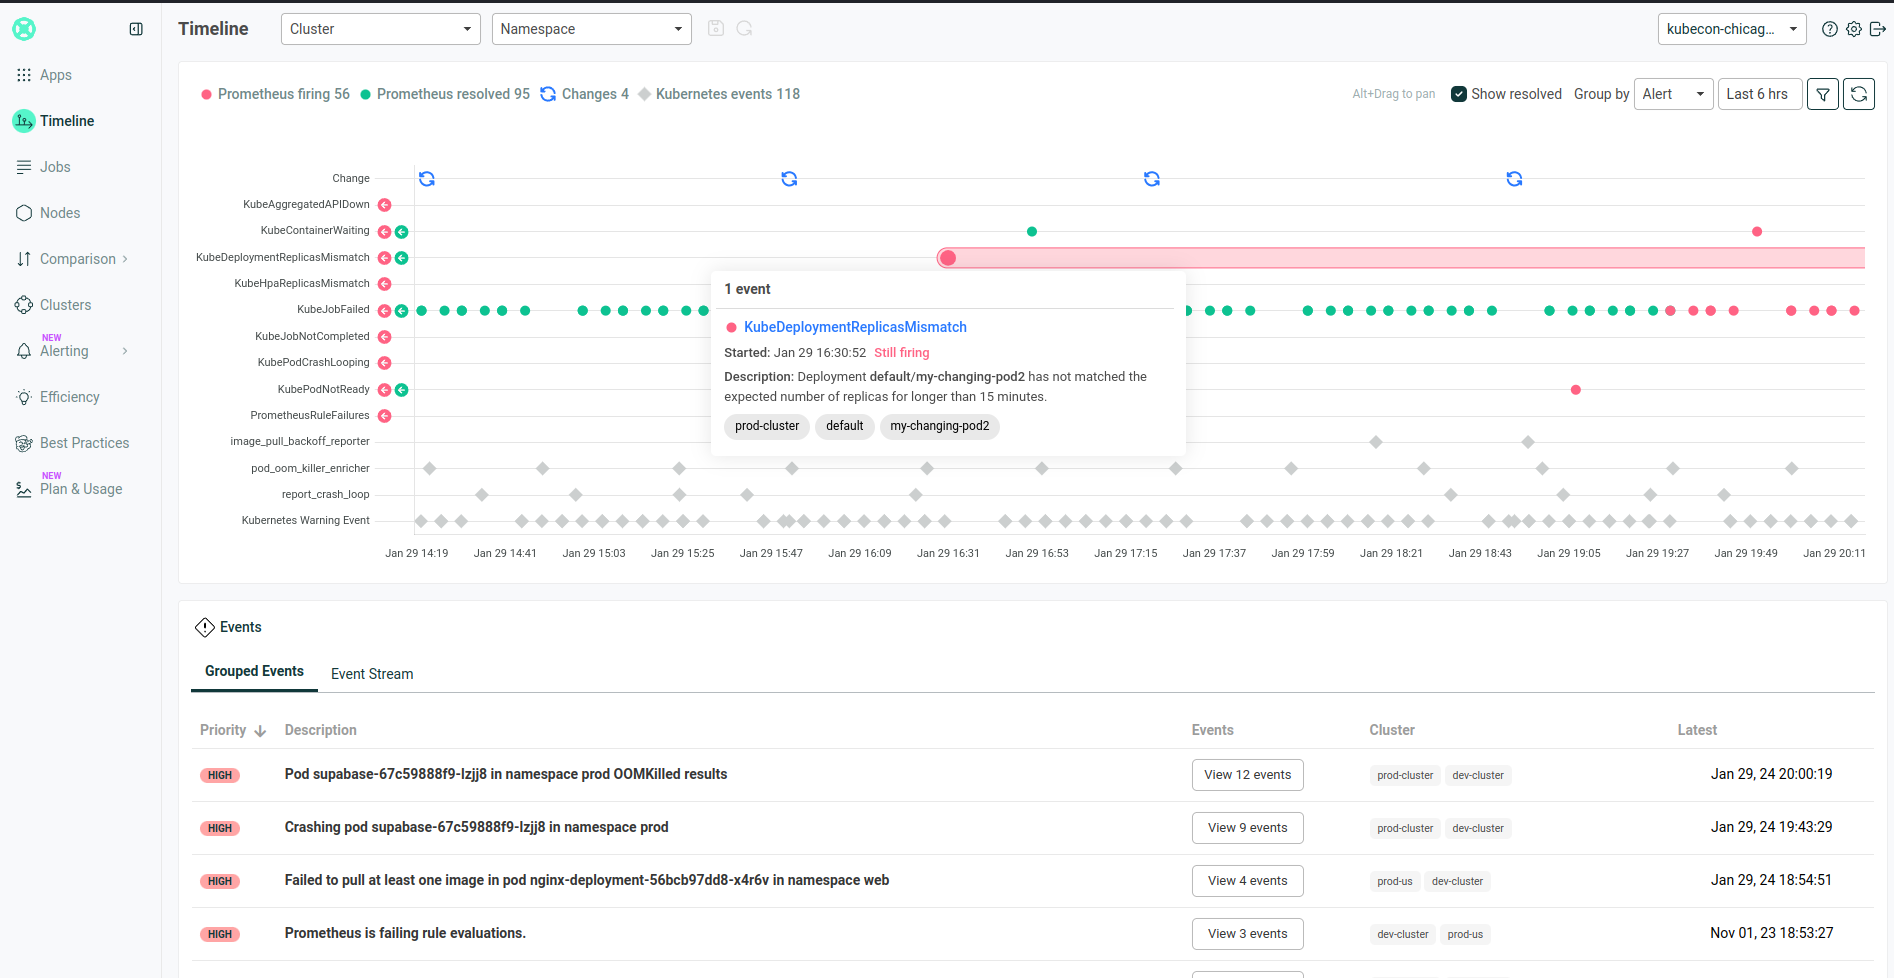 Timeline
Cluster
Namespace
kubecon-chicag...
Apps
Timeline
Jobs
Nodes
Comparison
Clusters
NEW
Alerting
Efficiency
Best Practices
NEW
Plan & Usage
Prometheus firing 56
Prometheus resolved 95
Changes 4
Kubernetes events 118
Alt+Drag to pan
Show resolved
Group by
Alert
Last 6 hrs
Change
KubeAggregatedAPIDown
KubeContainerWaiting
KubeDeploymentReplicasMismatch
KubeHpaReplicasMismatch
KubeJobFailed
KubeJobNotCompleted
KubePodCrashLooping
KubePodNotReady
PrometheusRuleFailures
image_pull_backoff_reporter
pod_oom_killer_enricher
report_crash_loop
Kubernetes Warning Event
1 event
KubeDeploymentReplicasMismatch
Started: Jan 29 16:30:52 Still firing
Description: Deployment default/my-changing-pod2 has not matched the
expected number of replicas for longer than 15 minutes.
prod-cluster default my-changing-pod2
Jan 29 14:19 Jan 29 14:41 Jan 29 15:03 Jan 29 15:25 Jan 29 15:47 Jan 29 16:09 Jan 29 16:31 Jan 29 16:53 Jan 29 17:15 Jan 29 17:37 Jan 29 17:59 Jan 29 18:21 Jan 29 18:43 Jan 29 19:05 Jan 29 19:27 Jan 29 19:49 Jan 29 20:11
Events
Grouped Events
Event Stream
Priority Description Events Cluster Latest
HIGH Pod supabase-67c59888f9-lzjj8 in namespace prod OOMKilled results View 12 events prod-cluster dev-cluster Jan 29, 24 20:00:19
HIGH Crashing pod supabase-67c59888f9-lzjj8 in namespace prod View 9 events prod-cluster dev-cluster Jan 29, 24 19:43:29
HIGH Failed to pull at least one image in pod nginx-deployment-56bcb97dd8-x4r6v in namespace web View 4 events prod-us dev-cluster Jan 29, 24 18:54:51
HIGH Prometheus is failing rule evaluations. View 3 events dev-cluster prod-us Nov 01, 23 18:53:27